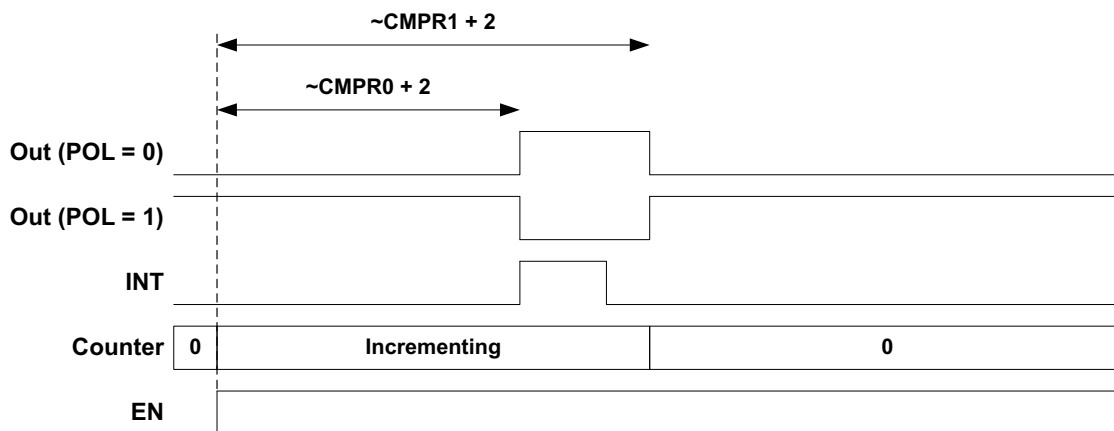 ~CMPR1 + 2
~CMPR0 + 2
Out (POL = 0)
Out (POL = 1)
INT
Counter 0 Incrementing 0
EN